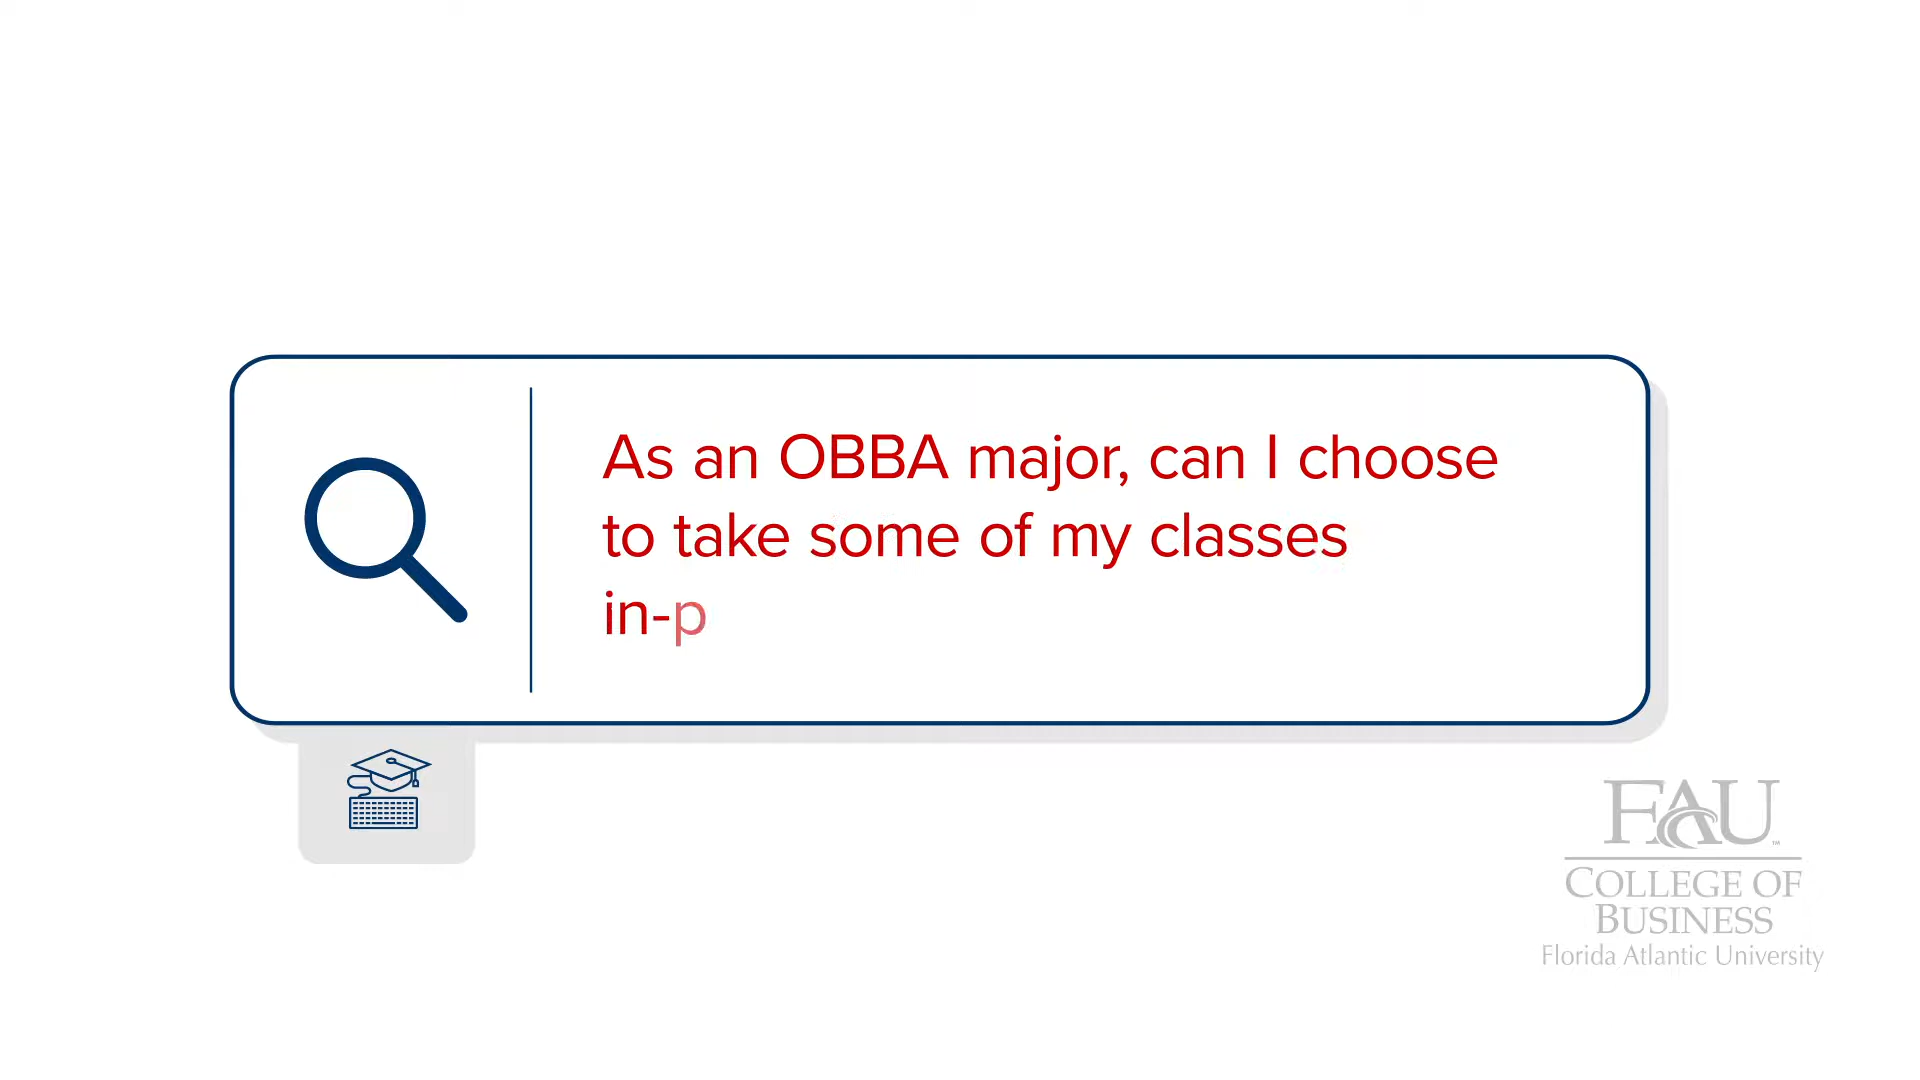 As an OBBA major, can I choose
to take some of my classes
in-p
FAU
COLLEGE OF
BUSINESS
Florida Atlantic University